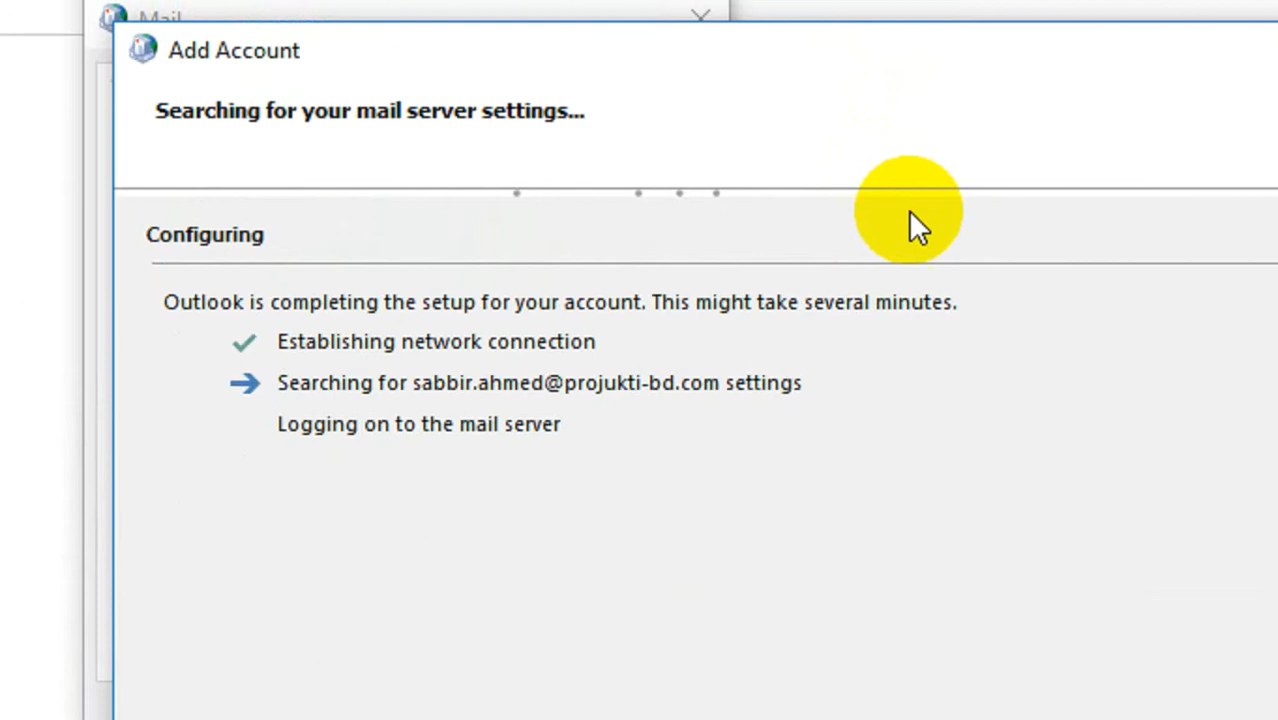 Mail
Add Account
Searching for your mail server settings...
Configuring
Outlook is completing the setup for your account. This might take several minutes.
Establishing network connection
Searching for sabbir.ahmed@projukti-bd.com settings
Logging on to the mail server